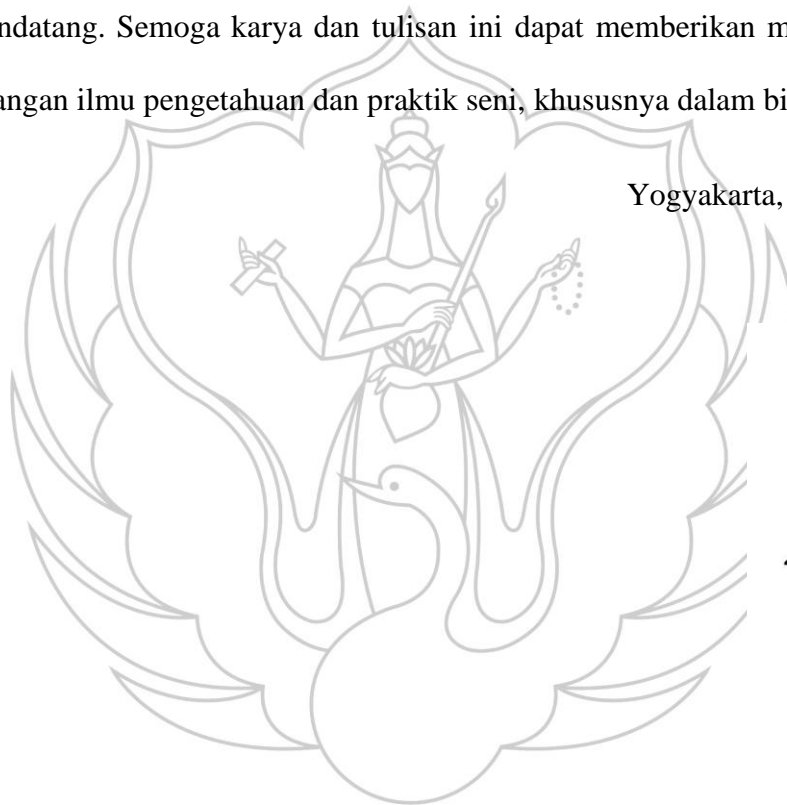 ndatang. Semoga karya dan tulisan ini dapat memberikan m
angan ilmu pengetahuan dan praktik seni, khususnya dalam bi
Yogyakarta,